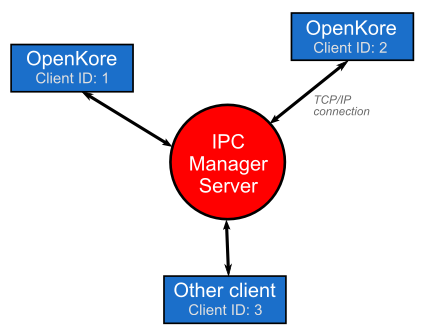 OpenKore
Client ID: 1
OpenKore
Client ID: 2
TCP/IP
connection
IPC
Manager
Server
Other client
Client ID: 3